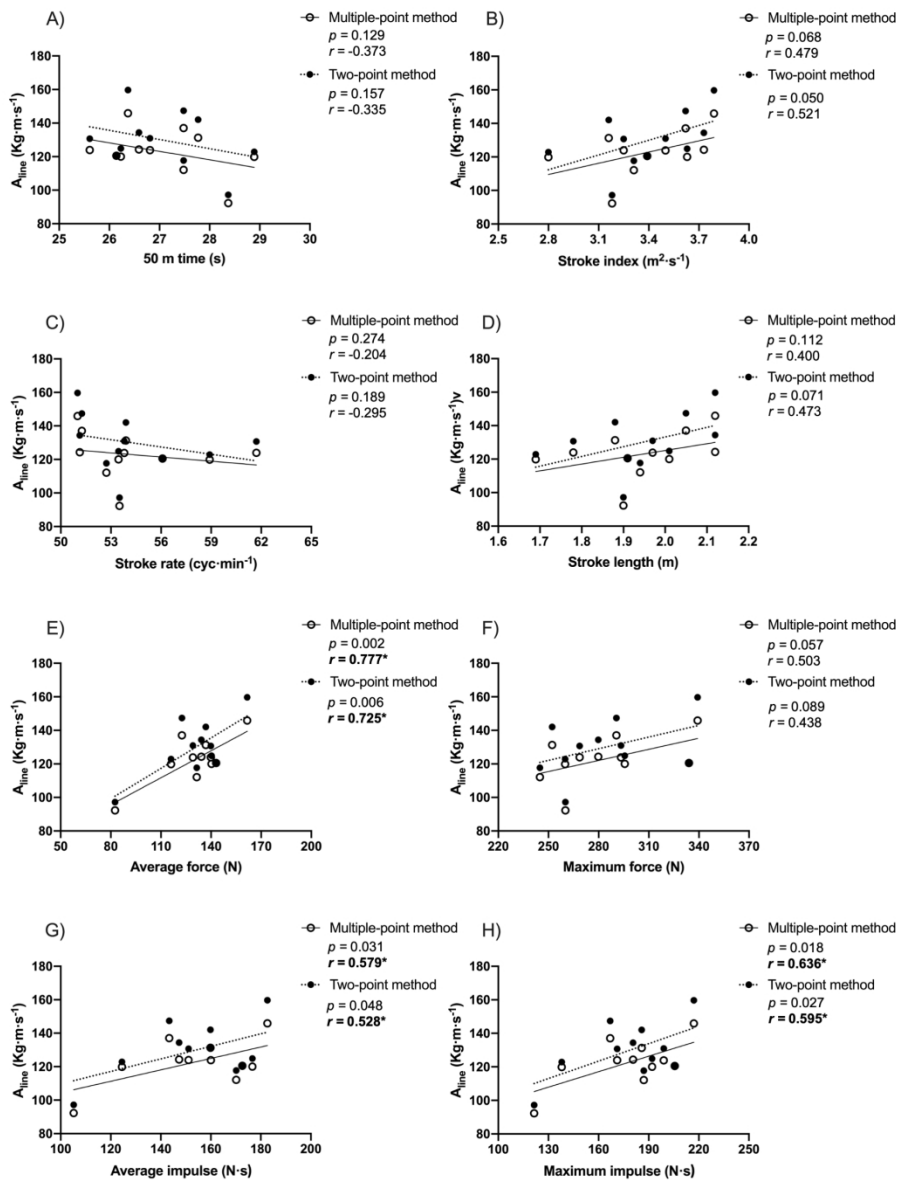 A)
Multiple-point method
p = 0.129
r = -0.373
Two-point method
p = 0.157
r = -0.335
A_line (Kg·m·s⁻¹)
180
160
140
120
100
80
25 26 27 28 29 30
50 m time (s)
B)
Multiple-point method
p = 0.068
r = 0.479
Two-point method
p = 0.050
r = 0.521
A_line (Kg·m·s⁻¹)
180
160
140
120
100
80
2.5 2.8 3.1 3.4 3.7 4.0
Stroke index (m²·s⁻¹)
C)
Multiple-point method
p = 0.274
r = -0.204
Two-point method
p = 0.189
r = -0.295
A_line (Kg·m·s⁻¹)
180
160
140
120
100
80
50 53 56 59 62 65
Stroke rate (cyc·min⁻¹)
D)
Multiple-point method
p = 0.112
r = 0.400
Two-point method
p = 0.071
r = 0.473
A_line (Kg·m·s⁻¹)v
180
160
140
120
100
80
1.6 1.7 1.8 1.9 2.0 2.1 2.2
Stroke length (m)
E)
Multiple-point method
p = 0.002
r = 0.777*
Two-point method
p = 0.006
r = 0.725*
A_line (Kg·m·s⁻¹)
180
160
140
120
100
80
50 80 110 140 170 200
Average force (N)
F)
Multiple-point method
p = 0.057
r = 0.503
Two-point method
p = 0.089
r = 0.438
A_line (Kg·m·s⁻¹)
180
160
140
120
100
80
220 250 280 310 340 370
Maximum force (N)
G)
Multiple-point method
p = 0.031
r = 0.579*
Two-point method
p = 0.048
r = 0.528*
A_line (Kg·m·s⁻¹)
180
160
140
120
100
80
100 120 140 160 180 200
Average impulse (N·s)
H)
Multiple-point method
p = 0.018
r = 0.636*
Two-point method
p = 0.027
r = 0.595*
A_line (Kg·m·s⁻¹)
180
160
140
120
100
80
100 130 160 190 220 250
Maximum impulse (N·s)